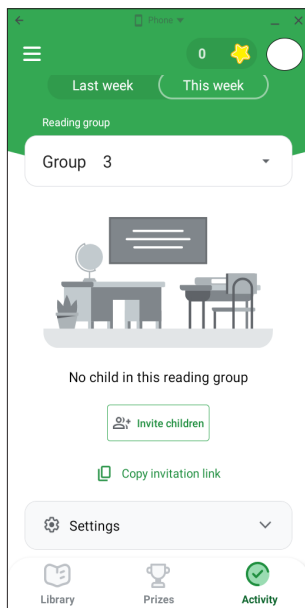 Phone
0
Last week This week
Reading group
Group 3
No child in this reading group
Invite children
Copy invitation link
Settings
Library Prizes Activity